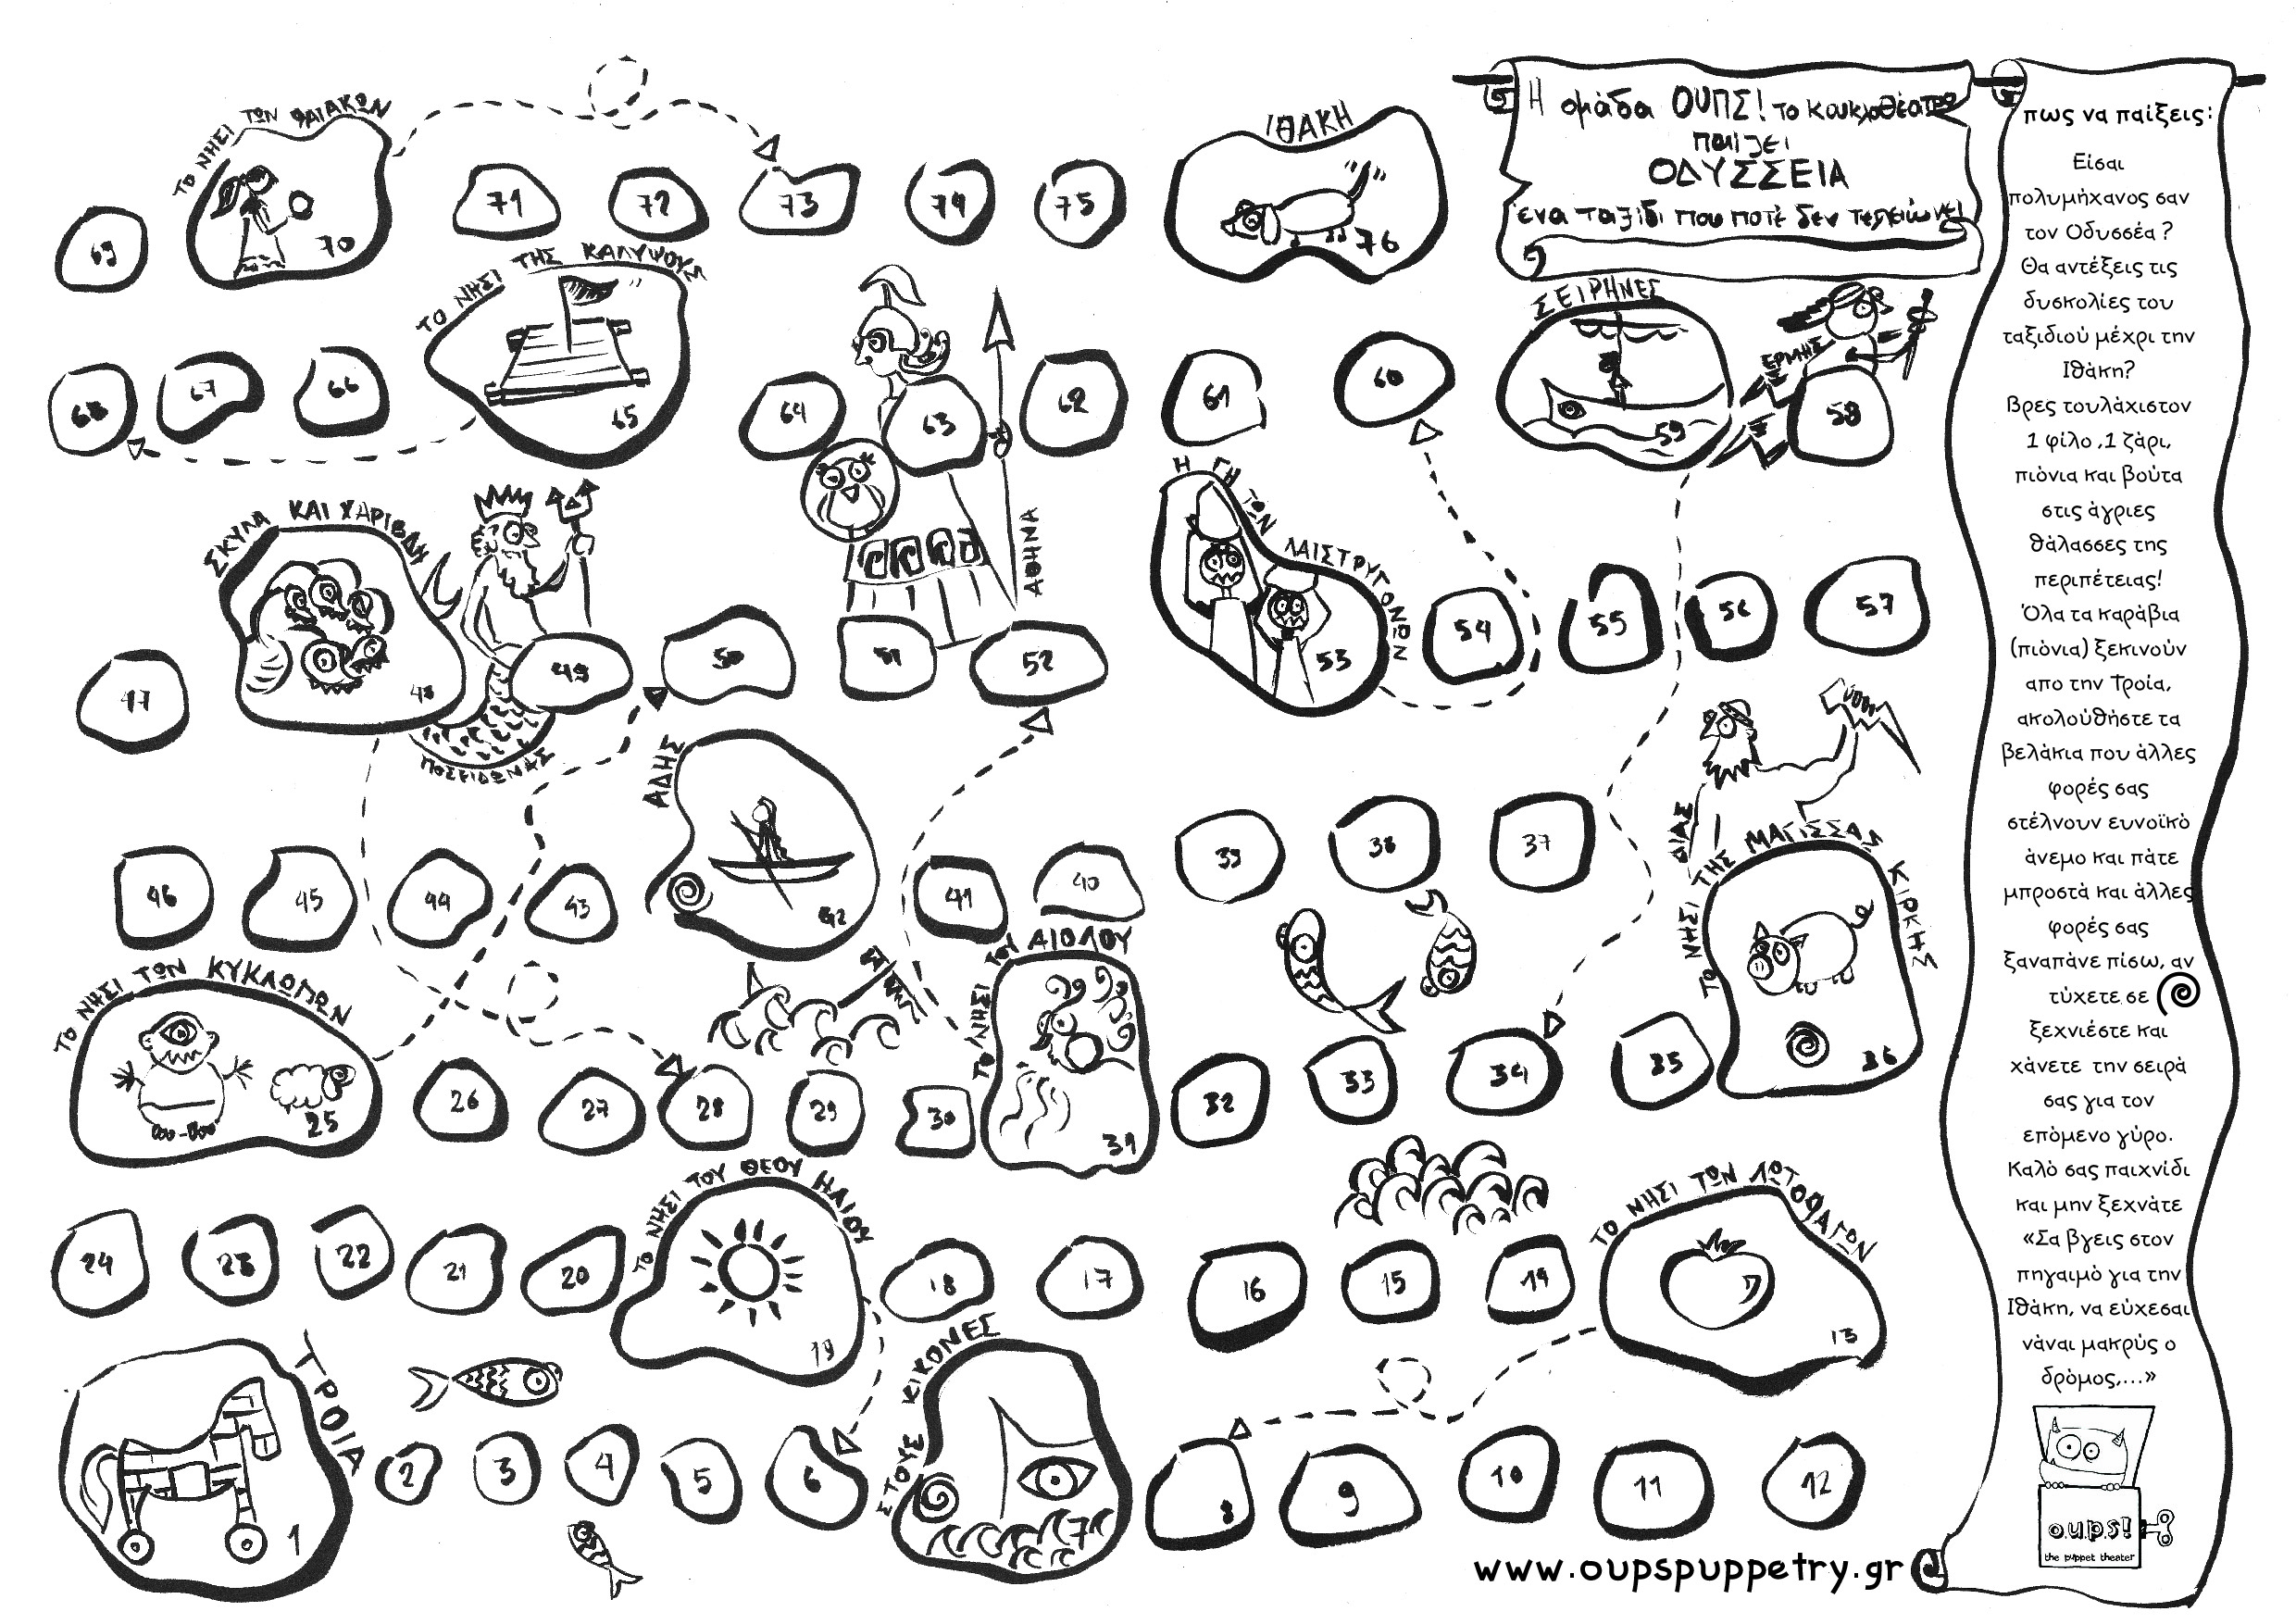 Η ομάδα ΟΥΠΣ! το κουκλοθέατρο
παίζει
ΟΔΥΣΣΕΙΑ
ένα ταξίδι που ποτέ δεν τελειώνει
πως να παίξεις:
Είσαι
πολυμήχανος σαν
τον Οδυσσέα ?
Θα αντέξεις τις
δυσκολίες του
ταξιδιού μέχρι την
Ιθάκη?
Βρες τουλάχιστον
1 φίλο ,1 ζάρι,
πιόνια και βούτα
στις άγριες
θάλασσες της
περιπέτειας!
Όλα τα καράβια
(πιόνια) ξεκινούν
απο την Τροία,
ακολουθήστε τα
βελάκια που άλλες
φορές σας
στέλνουν ευνοϊκό
άνεμο και πάτε
μπροστά και άλλες
φορές σας
ξαναπάνε πίσω, αν
τύχετε σε
ξεχνιέστε και
χάνετε την σειρά
σας για τον
επόμενο γύρο.
Καλό σας παιχνίδι
και μην ξεχνάτε
«Σα βγεις στον
πηγαιμό για την
Ιθάκη, να εύχεσαι
νάναι μακρύς ο
δρόμος,...»
o.u.p.s!
the puppet theater
www.oupspuppetry.gr
69
ΤΟ ΝΗΣΙ ΤΩΝ ΦΑΙΑΚΩΝ
70
71
72
73
74
75
ΙΘΑΚΗ
76
68
67
66
ΤΟ ΝΗΣΙ ΤΗΣ ΚΑΛΥΨΟΥΣ
65
64
63
62
61
60
ΣΕΙΡΗΝΕΣ
59
ΕΡΜΗΣ
58
47
ΣΚΥΛΑ ΚΑΙ ΧΑΡΙΒΔΗ
48
ΠΟΣΕΙΔΩΝΑΣ
49
50
51
ΑΘΗΝΑ
52
Η ΓΗ ΤΩΝ ΛΑΙΣΤΡΥΓΟΝΩΝ
53
54
55
56
57
46
45
44
43
ΑΔΗΣ
42
41
40
39
38
37
ΔΙΑΣ
ΤΟ ΝΗΣΙ ΤΗΣ ΜΑΓΙΣΣΑΣ ΚΙΡΚΗΣ
36
ΤΟ ΝΗΣΙ ΤΩΝ ΚΥΚΛΩΠΩΝ
25
26
27
28
29
30
ΤΟ ΝΗΣΙ ΤΟΥ ΑΙΟΛΟΥ
31
32
33
34
35
24
23
22
21
20
ΤΟ ΝΗΣΙ ΤΟΥ ΘΕΟΥ ΗΛΙΟΥ
19
18
17
16
15
14
ΤΟ ΝΗΣΙ ΤΩΝ ΛΩΤΟΦΑΓΩΝ
13
ΤΡΟΙΑ
1
2
3
4
5
6
ΣΤΟΥΣ ΚΙΚΟΝΕΣ
7
8
9
10
11
12